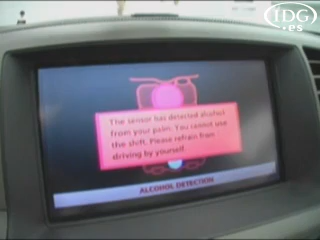 IDG
.es
The sensor has detected alcohol
from your palm. You cannot use
the shift. Please refrain from
driving by yourself.
ALCOHOL DETECTION